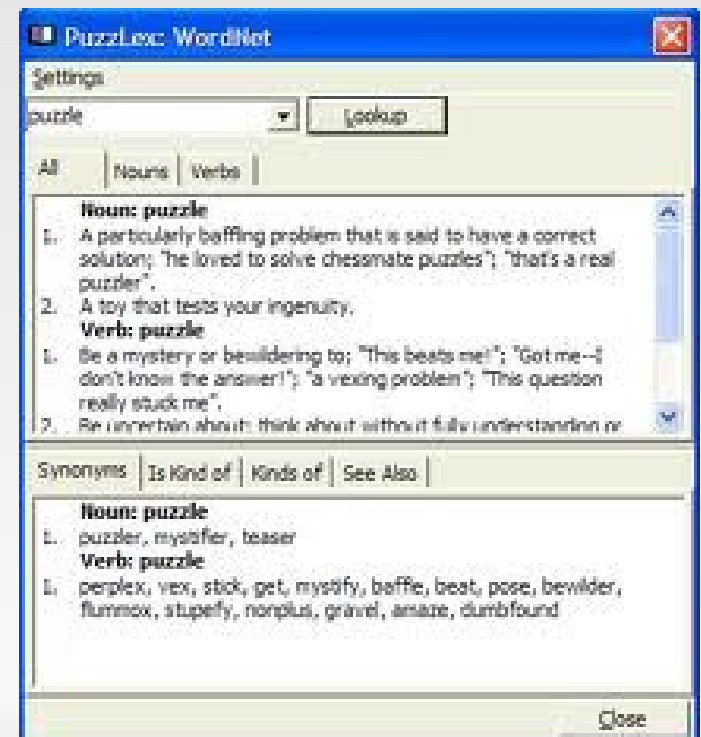 PuzzLex: WordNet
Settings
puzzle
Lookup
All Nouns Verbs
Noun: puzzle
1. A particularly baffling problem that is said to have a correct
solution; "he loved to solve chessmate puzzles"; "that's a real
puzzler".
2. A toy that tests your ingenuity.
Verb: puzzle
1. Be a mystery or bewildering to; "This beats me!"; "Got me--I
don't know the answer!"; "a vexing problem"; "This question
really stuck me".
2. Be uncertain about; think about without fully understanding or
Synonyms Is Kind of Kinds of See Also
Noun: puzzle
1. puzzler, mystifier, teaser
Verb: puzzle
1. perplex, vex, stick, get, mystify, baffle, beat, pose, bewilder,
flummox, stupefy, nonplus, gravel, amaze, dumbfound
Close